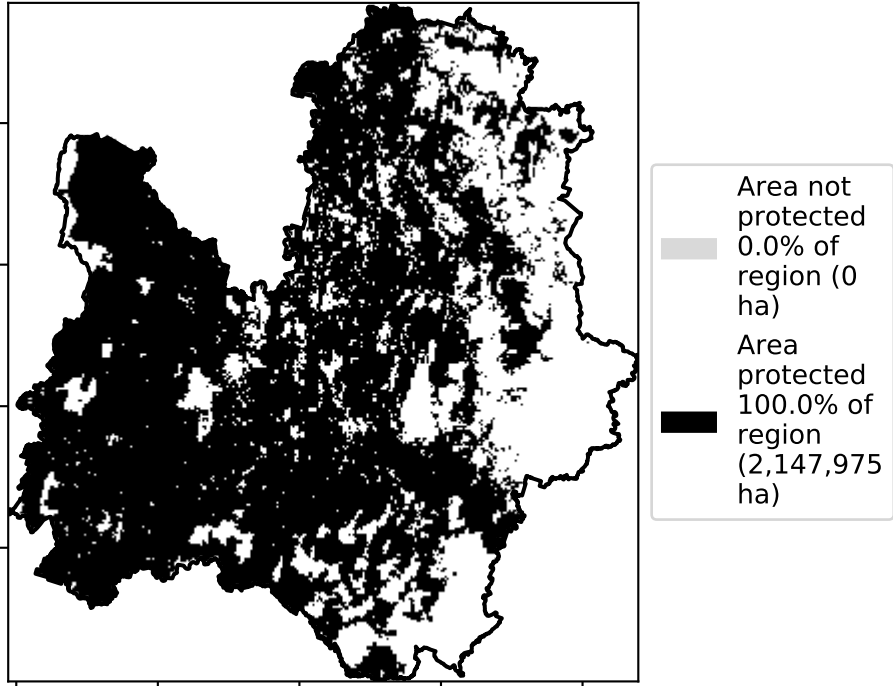 Area not
protected
0.0% of
region (0
ha)
Area
protected
100.0% of
region
(2,147,975
ha)